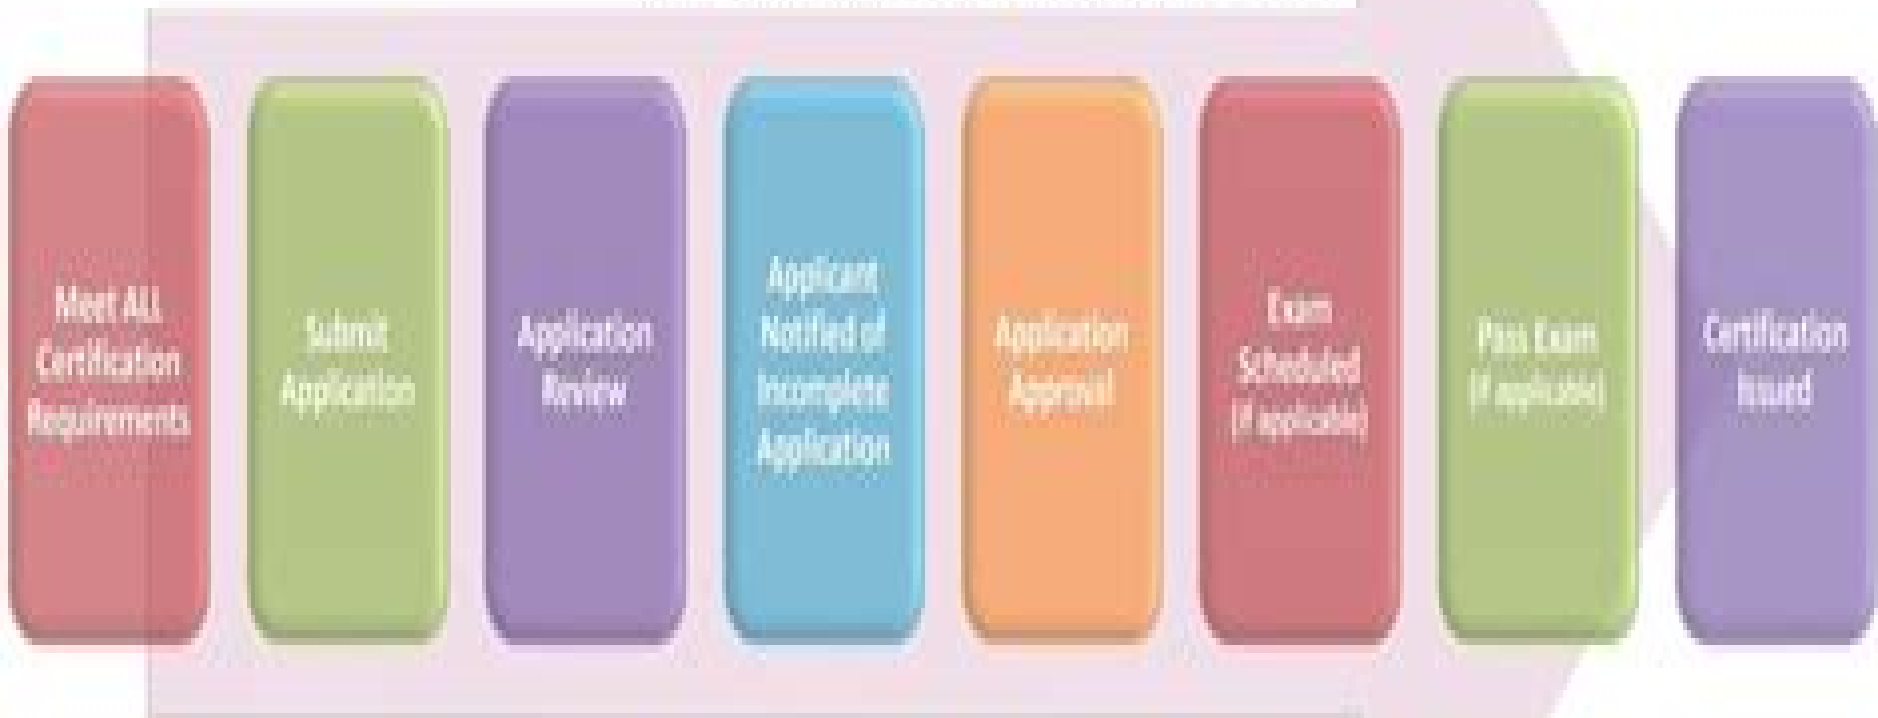 Meet ALL
Certification
Requirements
Submit
Application
Application
Review
Applicant
Notified of
Incomplete
Application
Application
Approval
Exam
Scheduled
(if applicable)
Pass Exam
(if applicable)
Certification
Issued